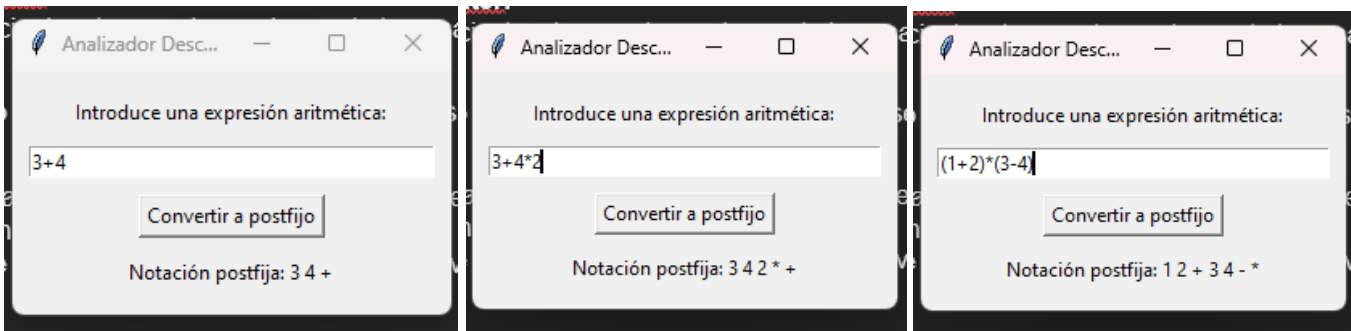 Analizador Desc...
Introduce una expresión aritmética:
3+4
Convertir a postfijo
Notación postfija: 3 4 +
Analizador Desc...
Introduce una expresión aritmética:
3+4*2
Convertir a postfijo
Notación postfija: 3 4 2 * +
Analizador Desc...
Introduce una expresión aritmética:
(1+2)*(3-4)
Convertir a postfijo
Notación postfija: 1 2 + 3 4 - *